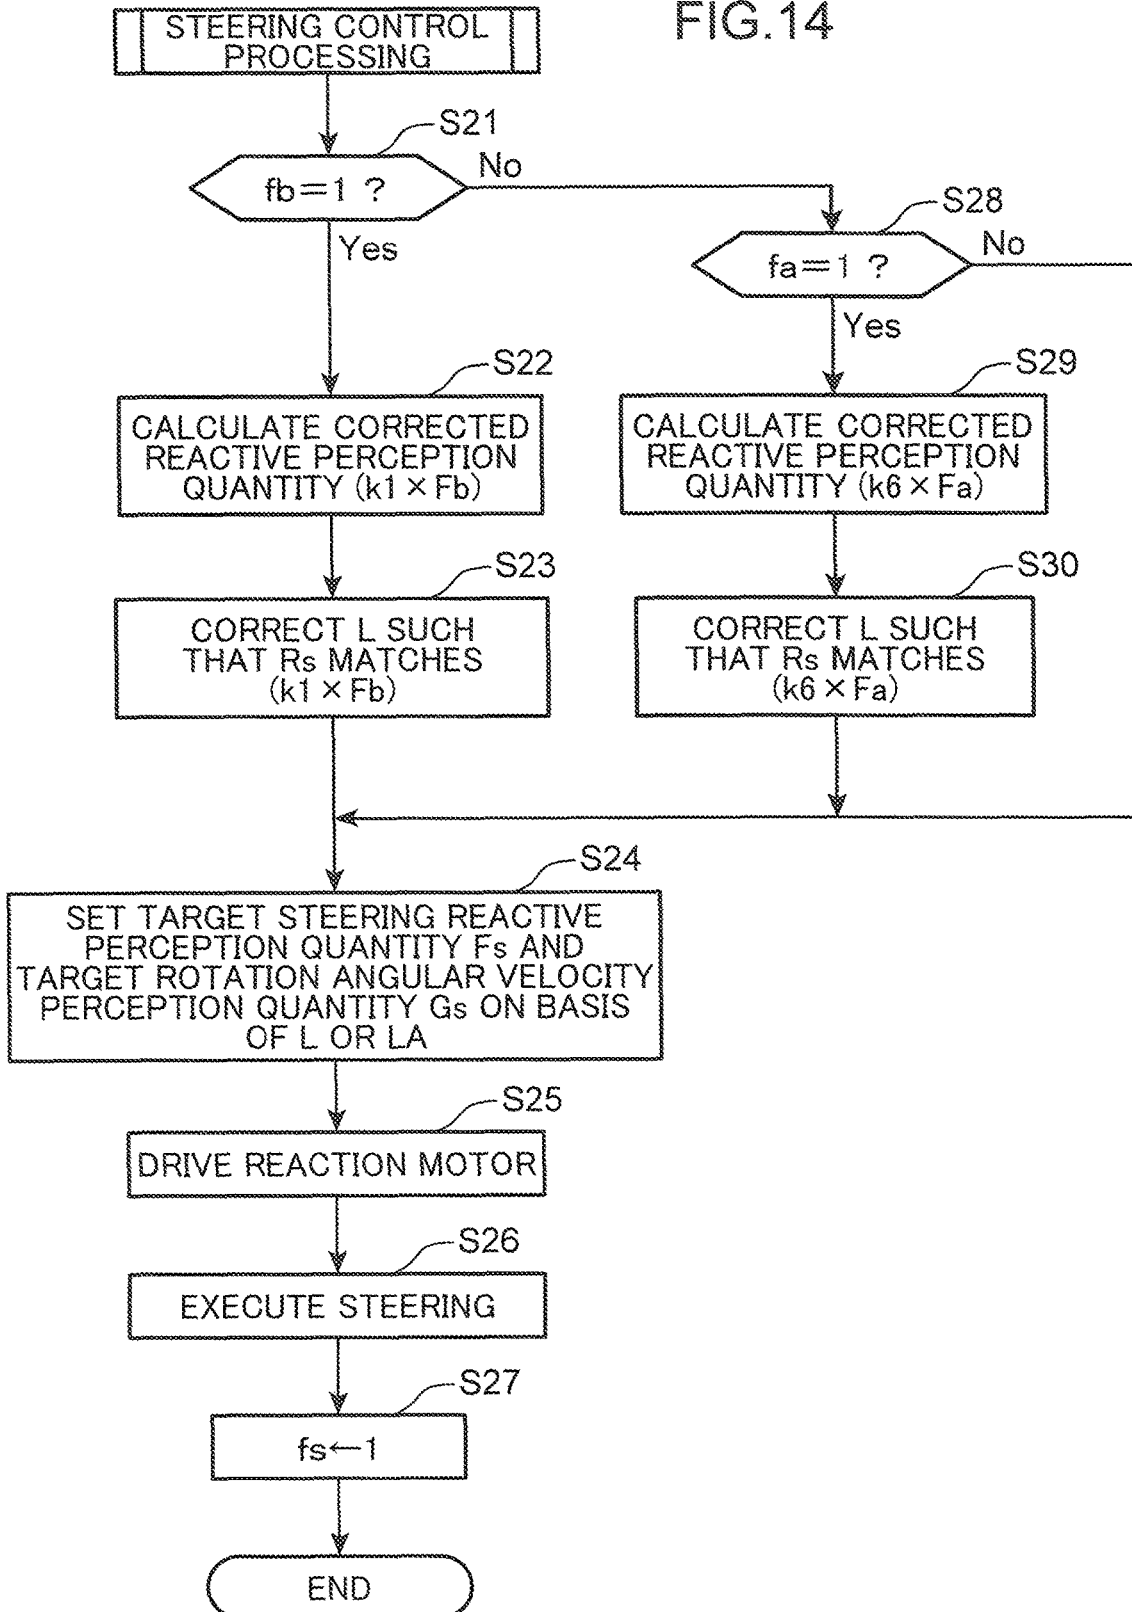 FIG.14
STEERING CONTROL
PROCESSING
S21
fb=1 ?
No
Yes
S28
fa=1 ?
No
Yes
S22
CALCULATE CORRECTED
REACTIVE PERCEPTION
QUANTITY (k1 × Fb)
S29
CALCULATE CORRECTED
REACTIVE PERCEPTION
QUANTITY (k6 × Fa)
S23
CORRECT L SUCH
THAT Rs MATCHES
(k1 × Fb)
S30
CORRECT L SUCH
THAT Rs MATCHES
(k6 × Fa)
S24
SET TARGET STEERING REACTIVE
PERCEPTION QUANTITY Fs AND
TARGET ROTATION ANGULAR VELOCITY
PERCEPTION QUANTITY Gs ON BASIS
OF L OR LA
S25
DRIVE REACTION MOTOR
S26
EXECUTE STEERING
S27
fs←1
END